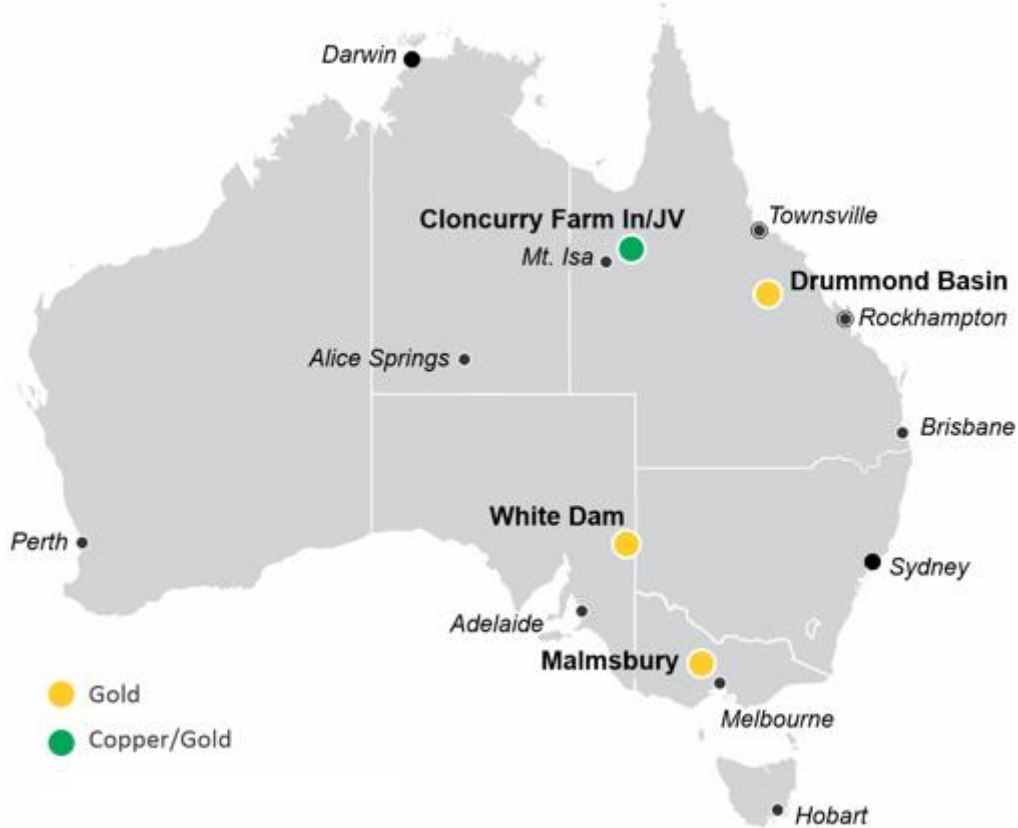 Darwin
Townsville
Cloncurry Farm In/JV
Mt. Isa
Drummond Basin
Rockhampton
Alice Springs
Brisbane
White Dam
Perth
Sydney
Adelaide
Malmsbury
Gold
Melbourne
Copper/Gold
Hobart